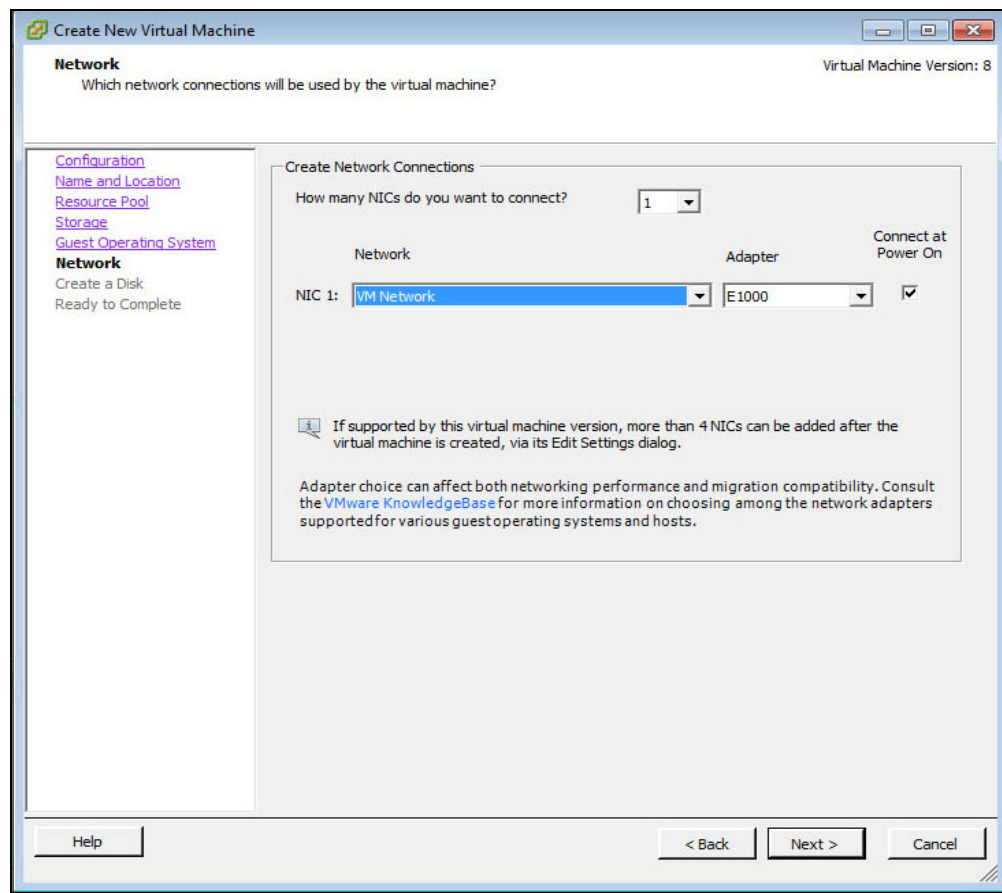 Create New Virtual Machine
Network
Which network connections will be used by the virtual machine?
Virtual Machine Version: 8
Configuration
Name and Location
Resource Pool
Storage
Guest Operating System
Network
Create a Disk
Ready to Complete
Create Network Connections
How many NICs do you want to connect?
1
Network
Adapter
Connect at
Power On
NIC 1:
VM Network
E1000
If supported by this virtual machine version, more than 4 NICs can be added after the
virtual machine is created, via its Edit Settings dialog.
Adapter choice can affect both networking performance and migration compatibility. Consult
the VMware KnowledgeBase for more information on choosing among the network adapters
supported for various guest operating systems and hosts.
Help
< Back
Next >
Cancel